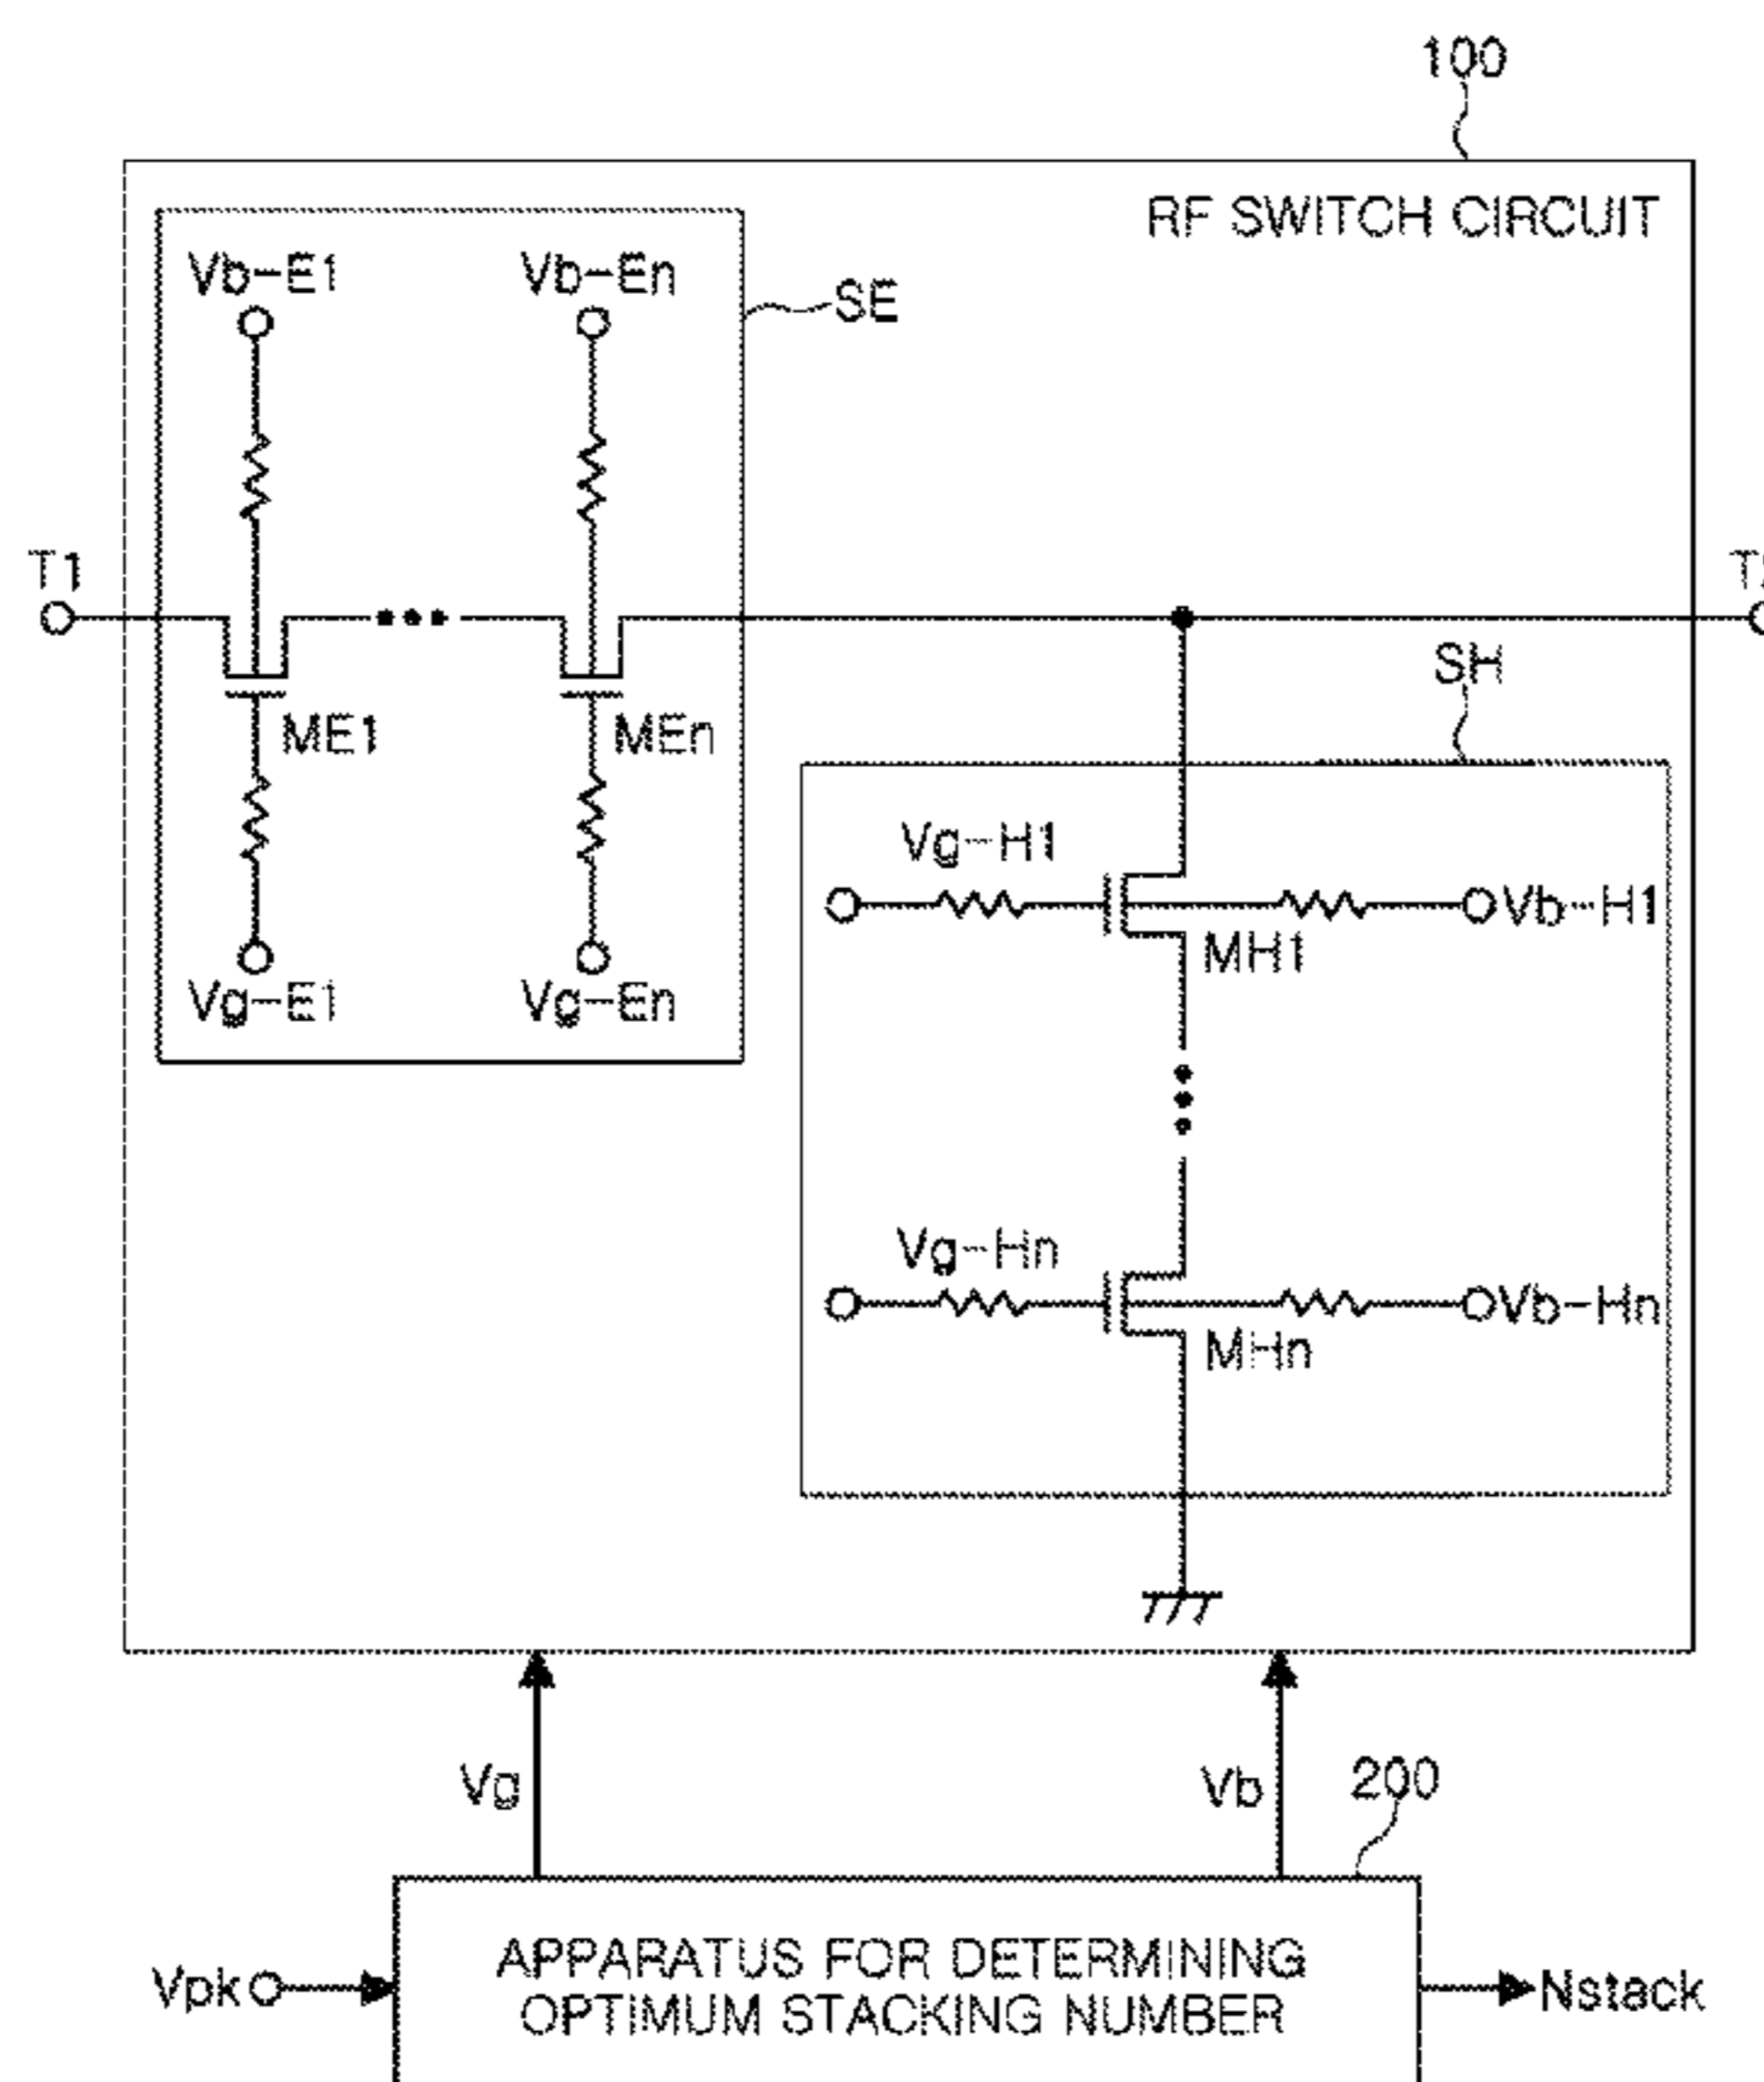 100
RF SWITCH CIRCUIT
Vb-E1
Vb-En
SE
T1
ME1
MEn
SH
Vg-H1
Vb-H1
MH1
Vg-E1
Vg-En
Vg-Hn
Vb-Hn
MHn
Vg
Vb
200
Vpk
APPARATUS FOR DETERMINING
OPTIMUM STACKING NUMBER
Nstack